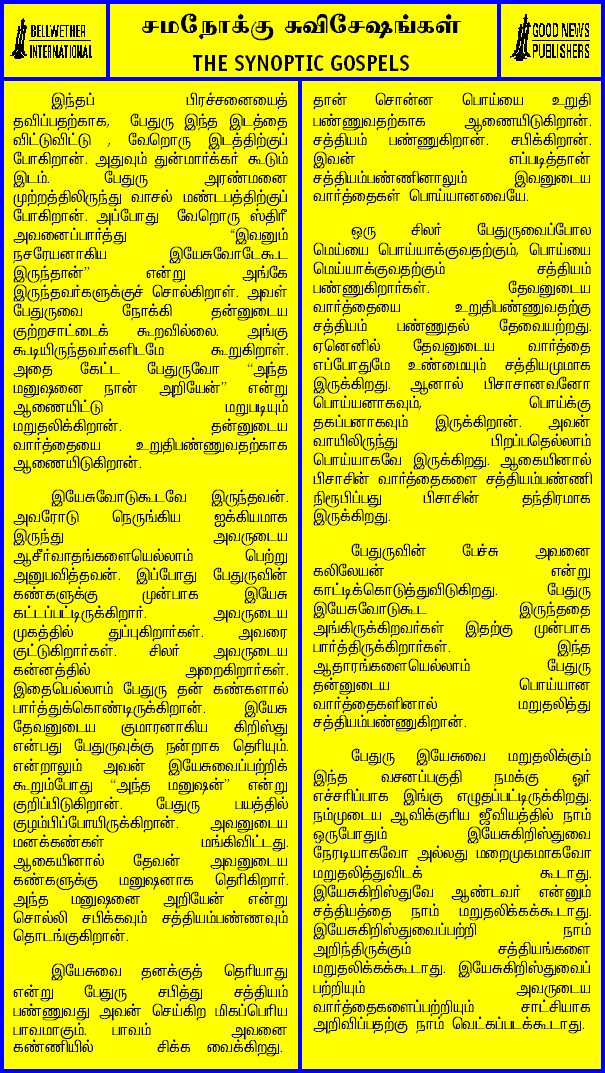 BELLWETHER
INTERNATIONAL
சமநோக்கு சுவிசேஷங்கள்
THE SYNOPTIC GOSPELS
GOOD NEWS
PUBLISHERS
இந்தப் பிரச்சனையைத்
தவிப்பதற்காக, பேதுரு இந்த இடத்தை
விட்டுவிட்டு , வேறொரு இடத்திற்குப்
போகிறான். அதுவும் துன்மார்க்கர் கூடும்
இடம். பேதுரு அரண்மனை
முற்றத்திலிருந்து வாசல் மண்டபத்திற்குப்
போகிறான். அப்போது வேறொரு ஸ்திரீ
அவனைப்பார்த்து “இவனும்
நசரேயனாகிய இயேசுவோடேகூட
இருந்தான்” என்று அங்கே
இருந்தவர்களுக்குச் சொல்கிறாள். அவள்
பேதுருவை நோக்கி தன்னுடைய
குற்றசாட்டைக் கூறவில்லை. அங்கு
கூடியிருந்தவர்களிடமே கூறுகிறாள்.
அதை கேட்ட பேதுருவோ “அந்த
மனுஷனை நான் அறியேன்” என்று
ஆணையிட்டு மறுபடியும்
மறுதலிக்கிறான். தன்னுடைய
வார்த்தையை உறுதிபண்ணுவதற்காக
ஆணையிடுகிறான்.
இயேசுவோடுகூடவே இருந்தவன்.
அவரோடு நெருங்கிய ஐக்கியமாக
இருந்து அவருடைய
ஆசீர்வாதங்களையெல்லாம் பெற்று
அனுபவித்தவன். இப்போது பேதுருவின்
கண்களுக்கு முன்பாக இயேசு
கட்டப்பட்டிருக்கிறார். அவருடைய
முகத்தில் துப்புகிறார்கள். அவரை
குட்டுகிறார்கள். சிலர் அவருடைய
கன்னத்தில் அறைகிறார்கள்.
இதையெல்லாம் பேதுரு தன் கண்களால்
பார்த்துக்கொண்டிருக்கிறான். இயேசு
தேவனுடைய குமாரனாகிய கிறிஸ்து
என்பது பேதுருவுக்கு நன்றாக தெரியும்.
என்றாலும் அவன் இயேசுவைப்பற்றிக்
கூறும்போது “அந்த மனுஷன்” என்று
குறிப்பிடுகிறான். பேதுரு பயத்தில்
குழம்பிப்போயிருக்கிறான். அவனுடைய
மனக்கண்கள் மங்கிவிட்டது.
ஆகையினால் தேவன் அவனுடைய
கண்களுக்கு மனுஷனாக தெரிகிறார்.
அந்த மனுஷனை அறியேன் என்று
சொல்லி சபிக்கவும் சத்தியம்பண்ணவும்
தொடங்குகிறான்.
இயேசுவை தனக்குத் தெரியாது
என்று பேதுரு சபித்து சத்தியம்
பண்ணுவது அவன் செய்கிற மிகப்பெரிய
பாவமாகும். பாவம் அவனை
கண்ணியில் சிக்க வைக்கிறது.
தான் சொன்ன பொய்யை உறுதி
பண்ணுவதற்காக ஆணையிடுகிறான்.
சத்தியம் பண்ணுகிறான். சபிக்கிறான்.
இவன் எப்படித்தான்
சத்தியம்பண்ணினாலும் இவனுடைய
வார்த்தைகள் பொய்யானவையே.
ஒரு சிலர் பேதுருவைப்போல
மெய்யை பொய்யாக்குவதற்கும், பொய்யை
மெய்யாக்குவதற்கும் சத்தியம்
பண்ணுகிறார்கள். தேவனுடைய
வார்த்தையை உறுதிபண்ணுவதற்கு
சத்தியம் பண்ணுதல் தேவையற்றது.
ஏனெனில் தேவனுடைய வார்த்தை
எப்போதுமே உண்மையும் சத்தியமுமாக
இருக்கிறது. ஆனால் பிசாசானவனோ
பொய்யனாகவும், பொய்க்கு
தகப்பனாகவும் இருக்கிறான். அவன்
வாயிலிருந்து பிறப்பதெல்லாம்
பொய்யாகவே இருக்கிறது. ஆகையினால்
பிசாசின் வார்த்தைகளை சத்தியம்பண்ணி
நிரூபிப்பது பிசாசின் தந்திரமாக
இருக்கிறது.
பேதுருவின் பேச்சு அவனை
கலிலேயன் என்று
காட்டிக்கொடுத்துவிடுகிறது. பேதுரு
இயேசுவோடுகூட இருந்ததை
அங்கிருக்கிறவர்கள் இதற்கு முன்பாக
பார்த்திருக்கிறார்கள். இந்த
ஆதாரங்களையெல்லாம் பேதுரு
தன்னுடைய பொய்யான
வார்த்தைகளினால் மறுதலித்து
சத்தியம்பண்ணுகிறான்.
பேதுரு இயேசுவை மறுதலிக்கும்
இந்த வசனப்பகுதி நமக்கு ஓர்
எச்சரிப்பாக இங்கு எழுதப்பட்டிருக்கிறது.
நம்முடைய ஆவிக்குரிய ஜீவியத்தில் நாம்
ஒருபோதும் இயேசுகிறிஸ்துவை
நேரடியாகவோ அல்லது மறைமுகமாகவோ
மறுதலித்துவிடக் கூடாது.
இயேசுகிறிஸ்துவே ஆண்டவர் என்னும்
சத்தியத்தை நாம் மறுதலிக்கக்கூடாது.
இயேசுகிறிஸ்துவைப்பற்றி நாம்
அறிந்திருக்கும் சத்தியங்களை
மறுதலிக்கக்கூடாது. இயேசுகிறிஸ்துவைப்
பற்றியும் அவருடைய
வார்த்தைகளைப்பற்றியும் சாட்சியாக
அறிவிப்பதற்கு நாம் வெட்கப்படக்கூடாது.